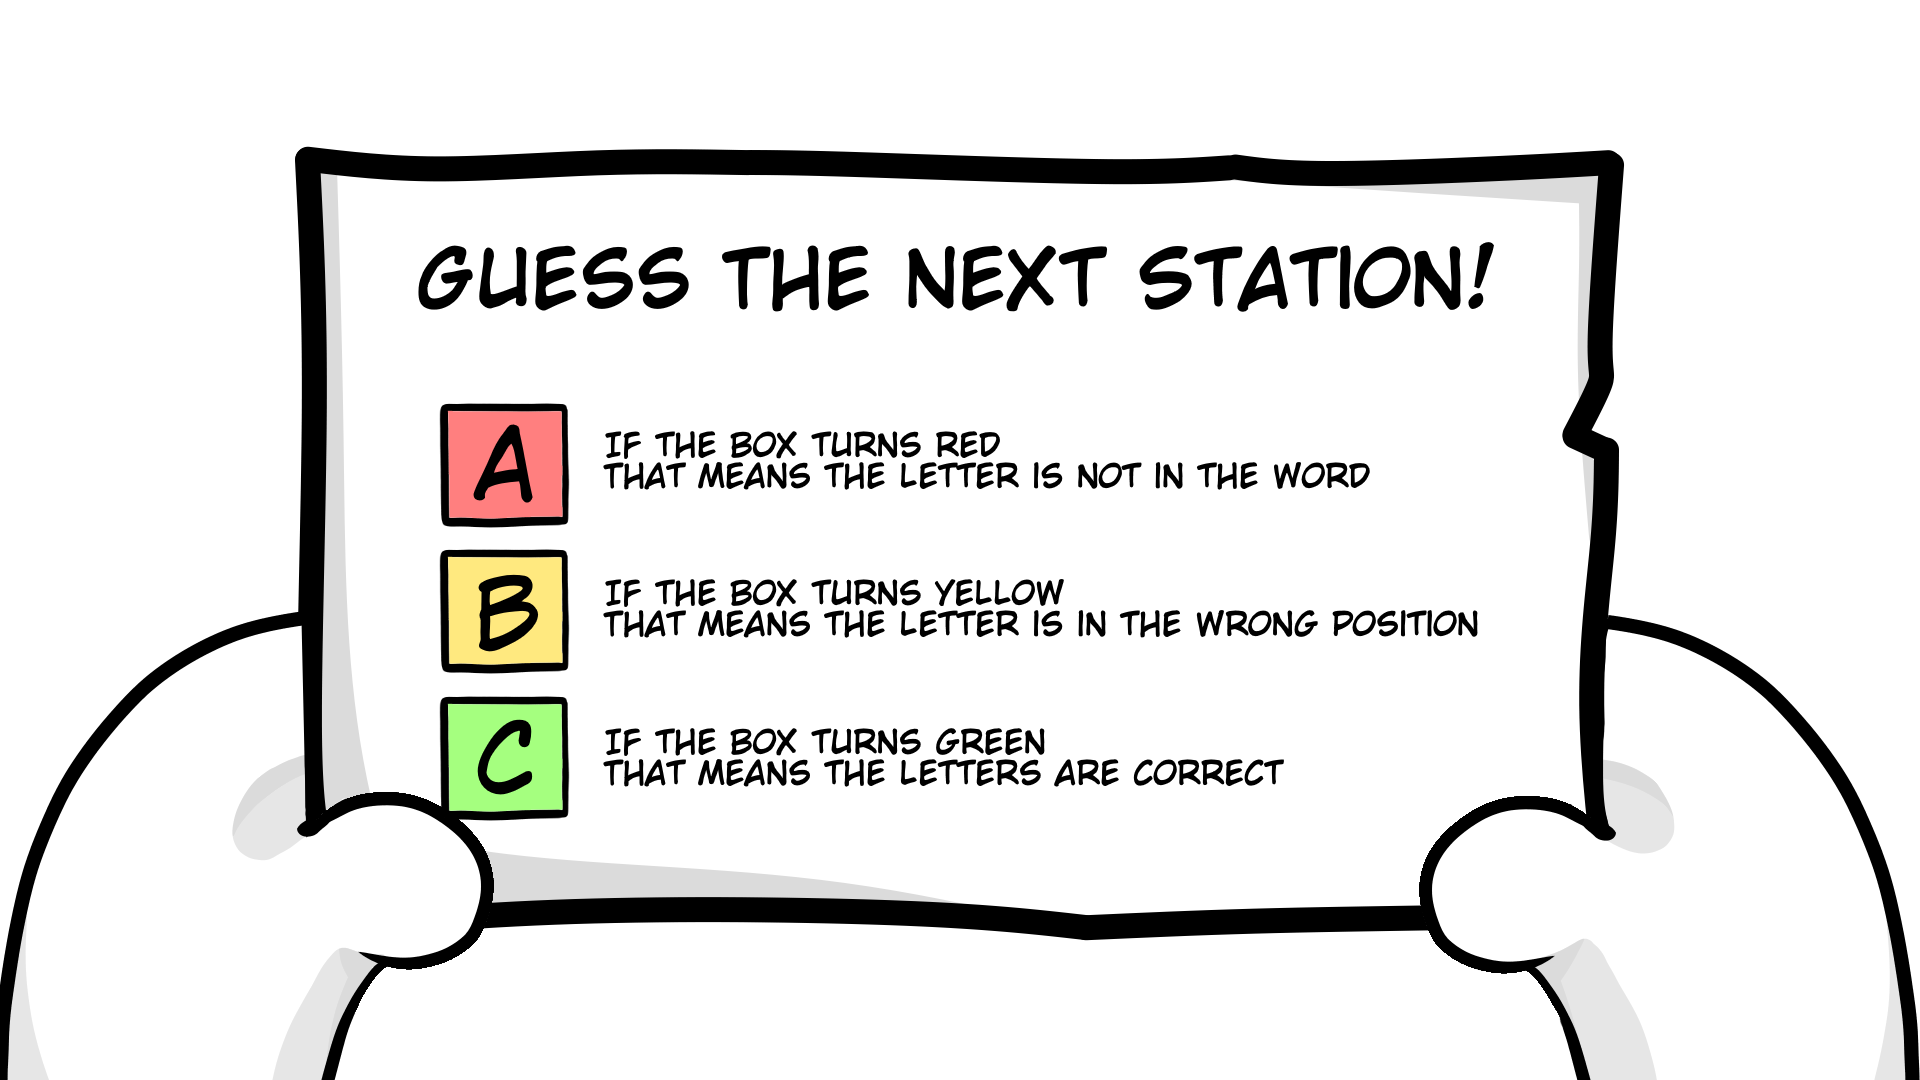 GUESS THE NEXT STATION!
A
IF THE BOX TURNS RED
THAT MEANS THE LETTER IS NOT IN THE WORD
B
IF THE BOX TURNS YELLOW
THAT MEANS THE LETTER IS IN THE WRONG POSITION
C
IF THE BOX TURNS GREEN
THAT MEANS THE LETTERS ARE CORRECT